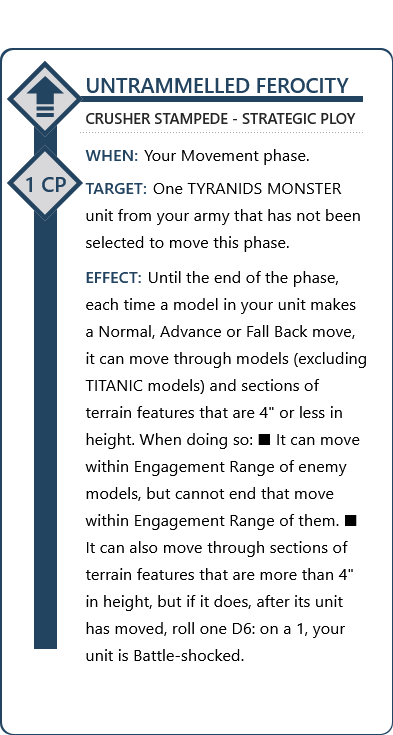 UNTRAMMELLED FEROCITY
CRUSHER STAMPEDE - STRATEGIC PLOY
1 CP
WHEN: Your Movement phase.
TARGET: One TYRANIDS MONSTER
unit from your army that has not been
selected to move this phase.
EFFECT: Until the end of the phase,
each time a model in your unit makes
a Normal, Advance or Fall Back move,
it can move through models (excluding
TITANIC models) and sections of
terrain features that are 4" or less in
height. When doing so: ■ It can move
within Engagement Range of enemy
models, but cannot end that move
within Engagement Range of them. ■
It can also move through sections of
terrain features that are more than 4"
in height, but if it does, after its unit
has moved, roll one D6: on a 1, your
unit is Battle-shocked.